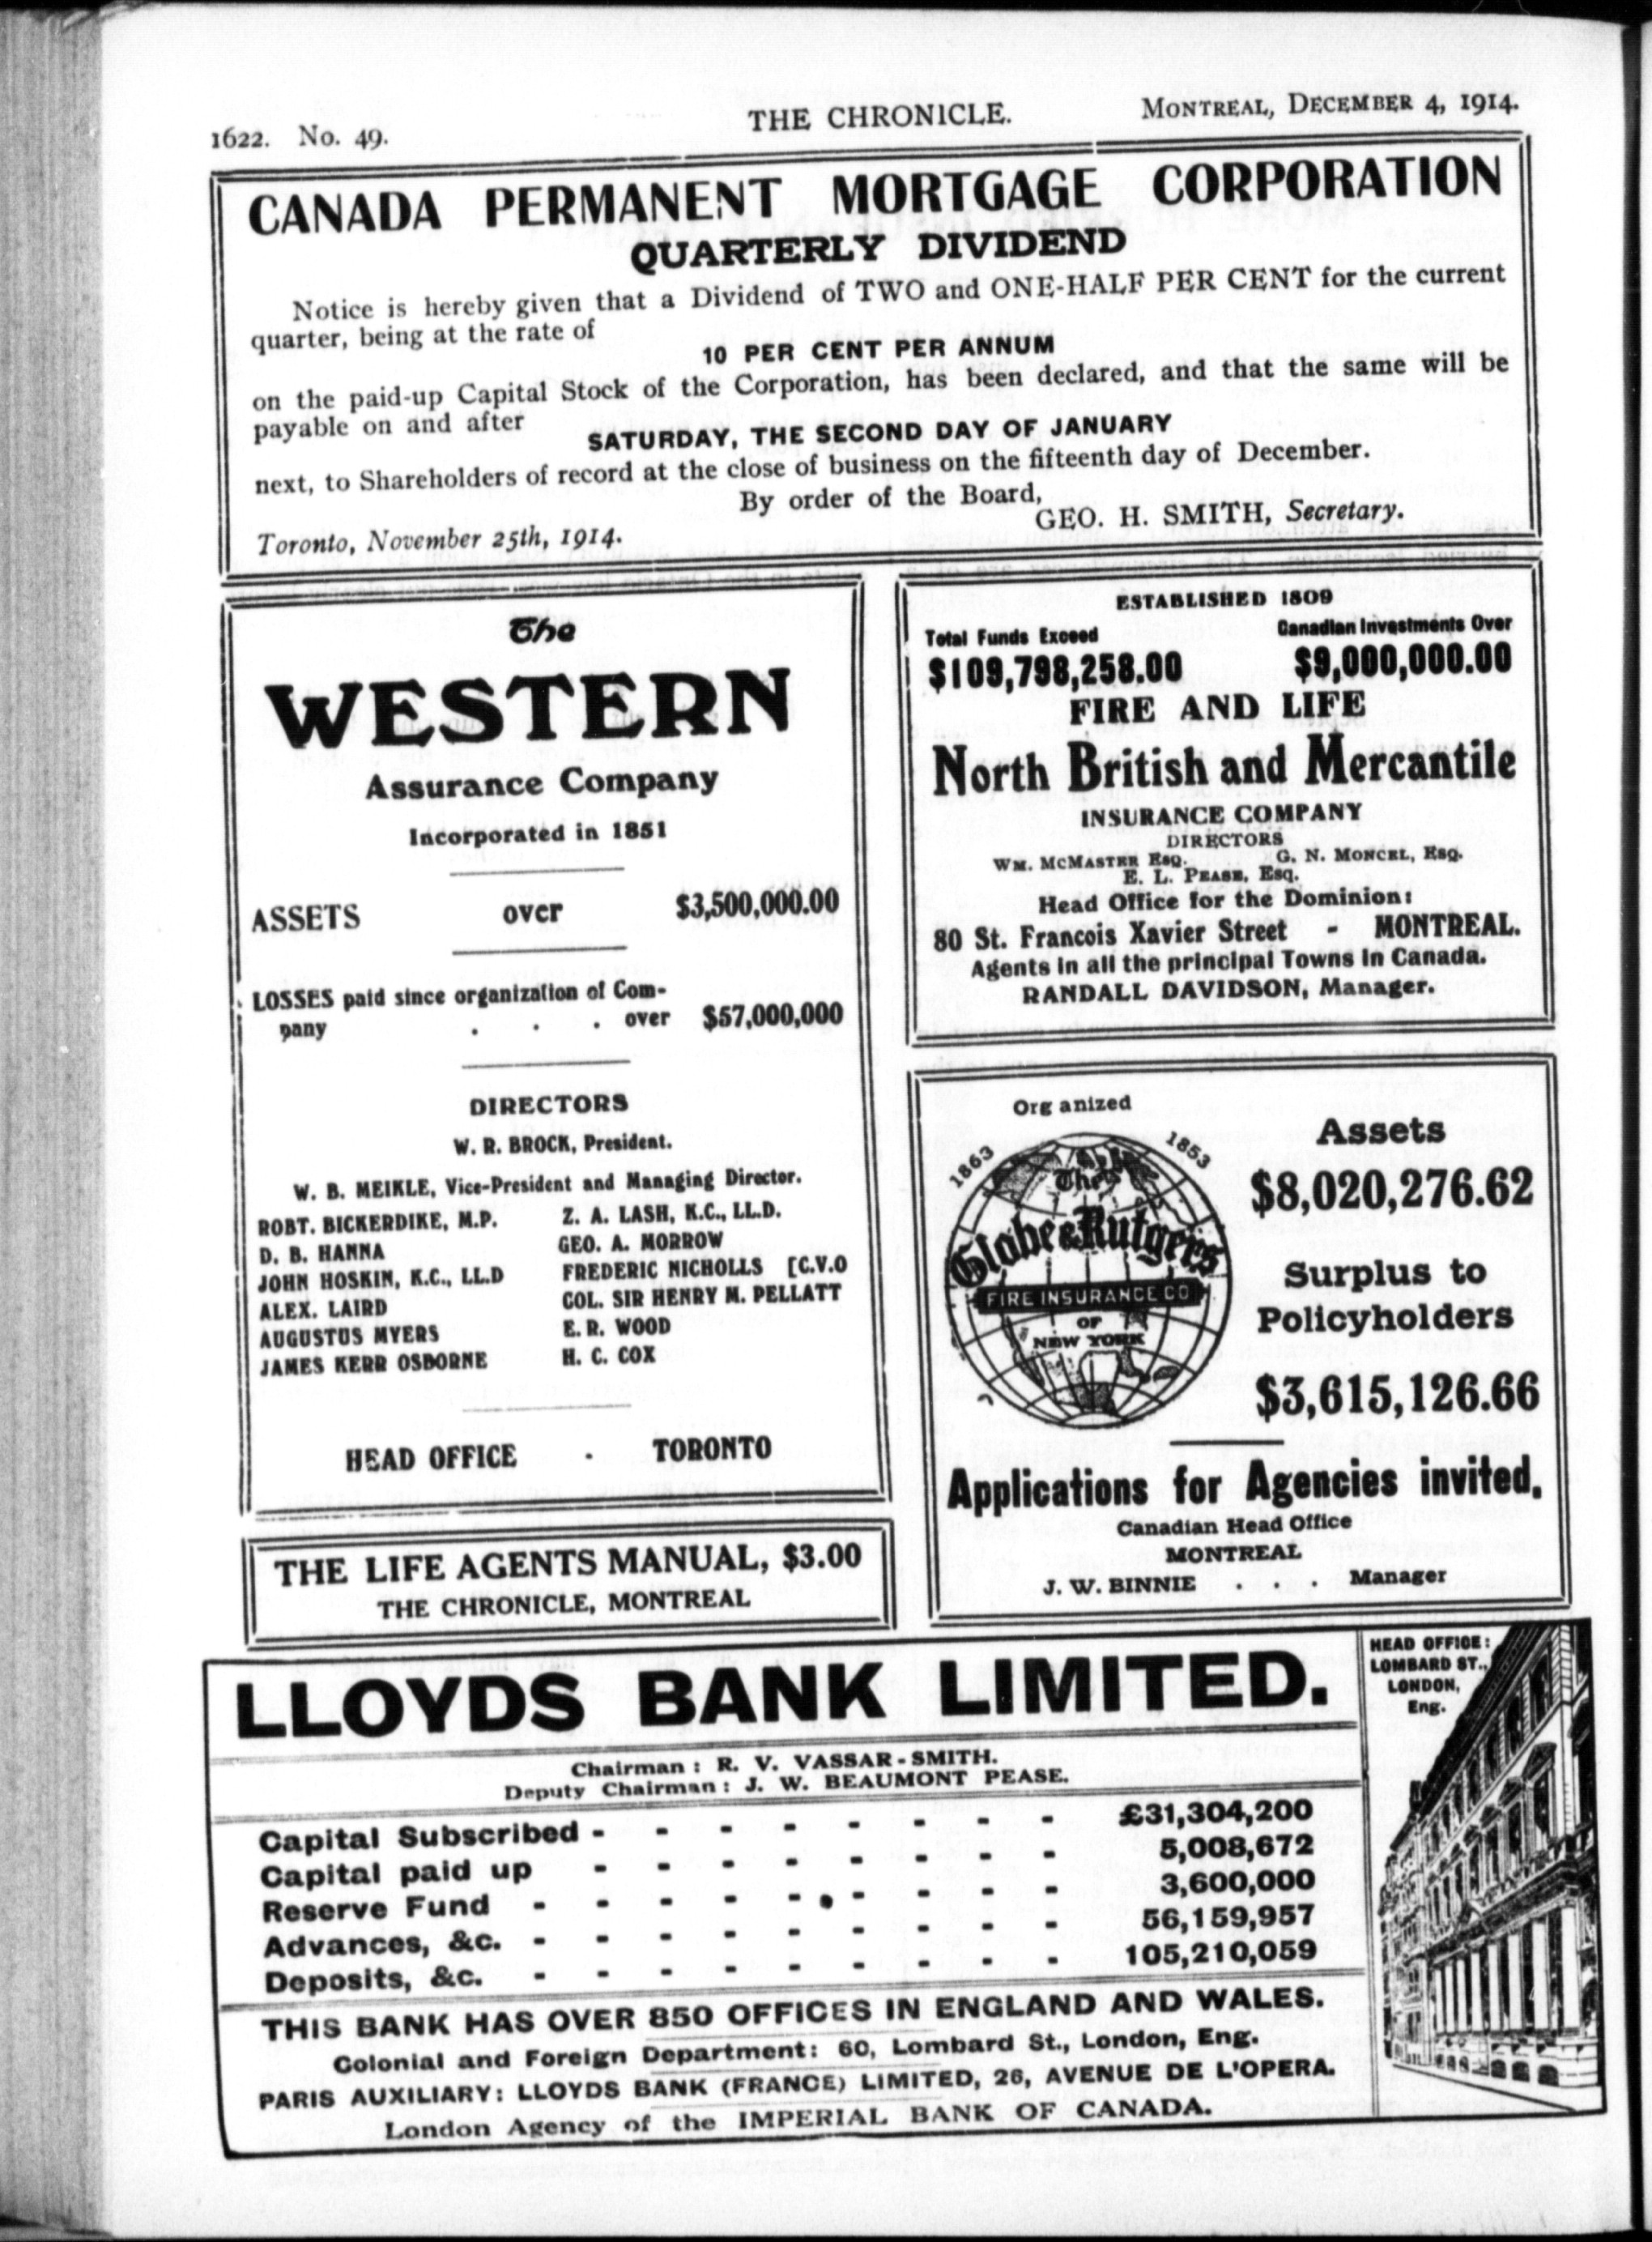 1622. No. 49.
THE CHRONICLE.
MONTREAL, DECEMBER 4, 1914.
CANADA PERMANENT MORTGAGE CORPORATION
QUARTERLY DIVIDEND
Notice is hereby given that a Dividend of TWO and ONE-HALF PER CENT for the current
quarter, being at the rate of
10 PER CENT PER ANNUM
on the paid-up Capital Stock of the Corporation, has been declared, and that the same will be
payable on and after
SATURDAY, THE SECOND DAY OF JANUARY
next, to Shareholders of record at the close of business on the fifteenth day of December.
By order of the Board,
GEO. H. SMITH, Secretary.
Toronto, November 25th, 1914.
The
WESTERN
Assurance Company
Incorporated in 1851
ASSETS over $3,500,000.00
LOSSES paid since organization of Com-
pany . . . over $57,000,000
DIRECTORS
W. R. BROCK, President.
W. B. MEIKLE, Vice-President and Managing Director.
ROBT. BICKERDIKE, M.P. Z. A. LASH, K.C., LL.D.
D. B. HANNA GEO. A. MORROW
JOHN HOSKIN, K.C., LL.D FREDERIC NICHOLLS [C.V.O
ALEX. LAIRD COL. SIR HENRY M. PELLATT
AUGUSTUS MYERS E. R. WOOD
JAMES KERR OSBORNE H. C. COX
HEAD OFFICE . TORONTO
THE LIFE AGENTS MANUAL, $3.00
THE CHRONICLE, MONTREAL
ESTABLISHED 1809
Total Funds Exceed Canadian Investments Over
$109,798,258.00 $9,000,000.00
FIRE AND LIFE
North British and Mercantile
INSURANCE COMPANY
DIRECTORS
WM. MCMASTER ESQ. G. N. MONCEL, ESQ.
E. L. PEASE, ESQ.
Head Office for the Dominion:
80 St. Francois Xavier Street - MONTREAL.
Agents in all the principal Towns in Canada.
RANDALL DAVIDSON, Manager.
Org anized
1863 1853
The
Globe & Rutgers
FIRE INSURANCE CO
OF
NEW YORK
Assets
$8,020,276.62
Surplus to
Policyholders
$3,615,126.66
Applications for Agencies invited.
Canadian Head Office
MONTREAL
J. W. BINNIE . . . Manager
LLOYDS BANK LIMITED.
HEAD OFFICE:
LOMBARD ST.,
LONDON,
Eng.
Chairman: R. V. VASSAR-SMITH.
Deputy Chairman: J. W. BEAUMONT PEASE.
Capital Subscribed - - - - - - - - £31,304,200
Capital paid up - - - - - - - - 5,008,672
Reserve Fund - - - - - - - - - 3,600,000
Advances, &c. - - - - - - - - - 56,159,957
Deposits, &c. - - - - - - - - - 105,210,059
THIS BANK HAS OVER 850 OFFICES IN ENGLAND AND WALES.
Colonial and Foreign Department: 60, Lombard St., London, Eng.
PARIS AUXILIARY: LLOYDS BANK (FRANCE) LIMITED, 26, AVENUE DE L'OPERA.
London Agency of the IMPERIAL BANK OF CANADA.